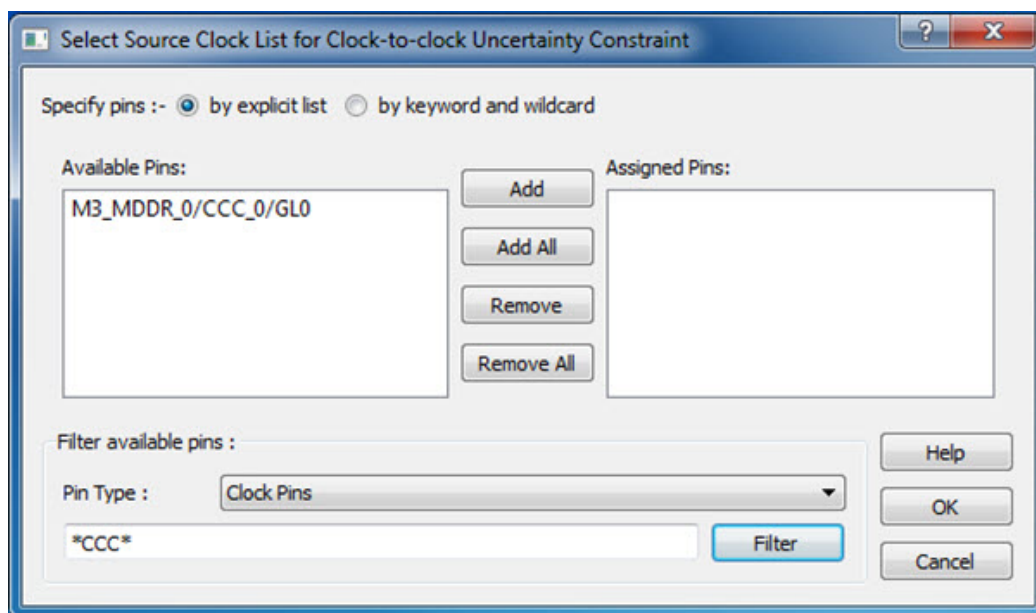 Select Source Clock List for Clock-to-clock Uncertainty Constraint
Specify pins :- by explicit list by keyword and wildcard
Available Pins:
M3_MDDR_0/CCC_0/GL0
Add
Add All
Remove
Remove All
Assigned Pins:
Filter available pins :
Pin Type : Clock Pins
*CCC* Filter
Help
OK
Cancel